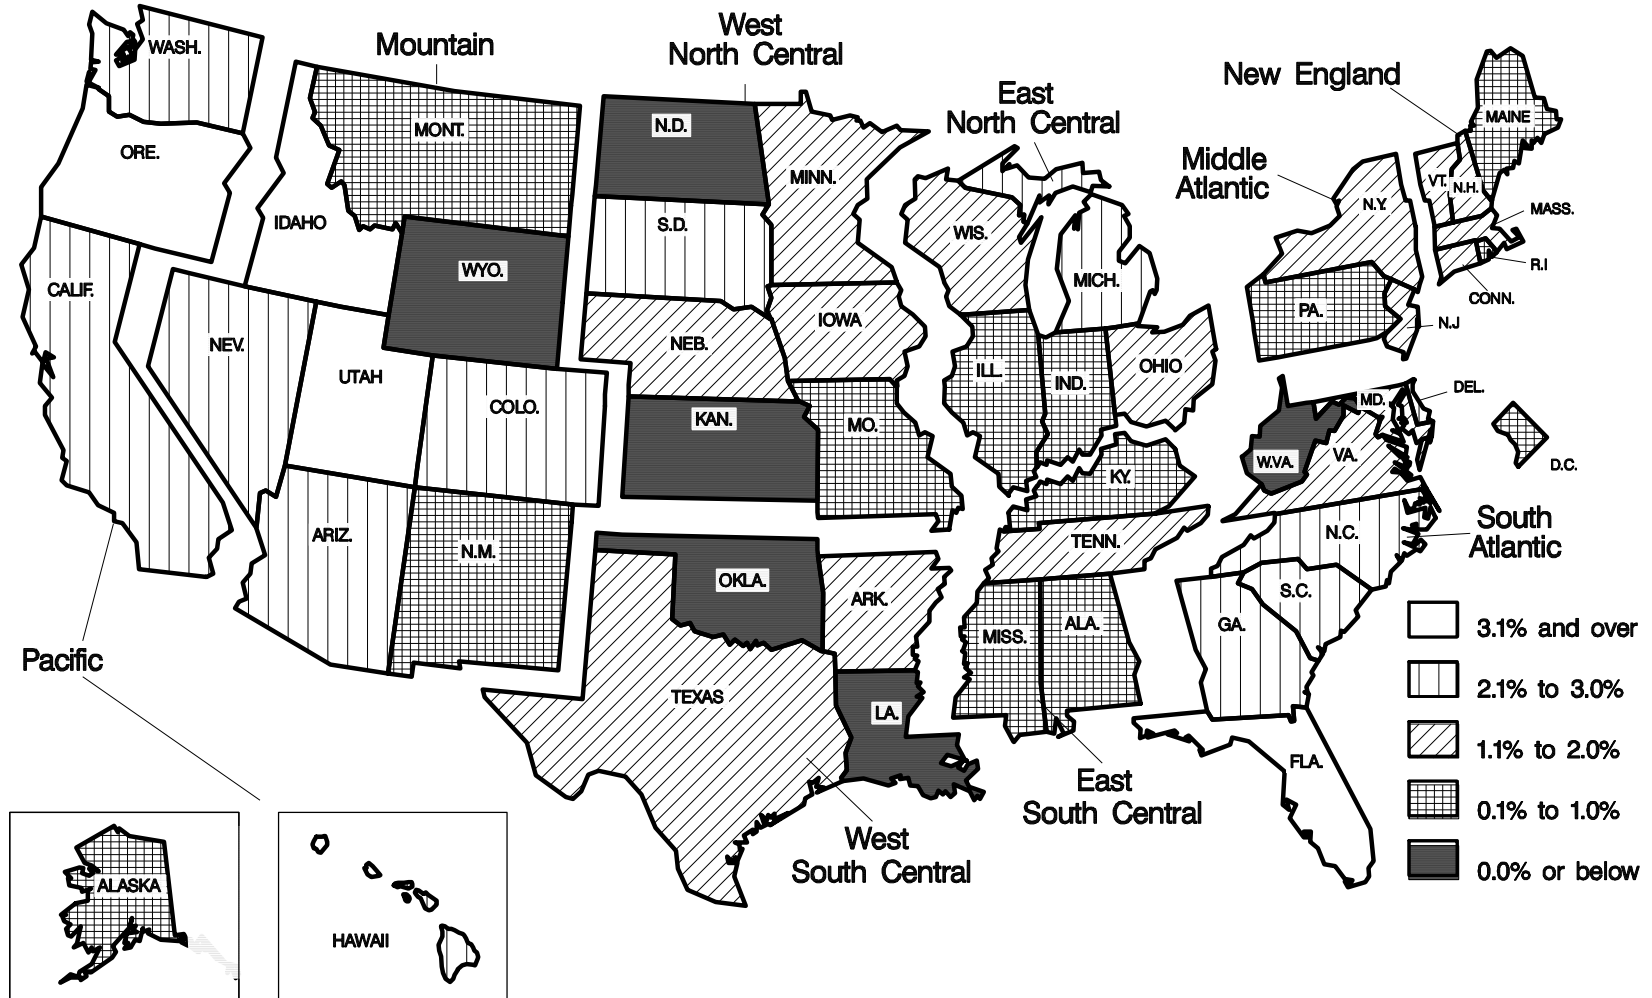 West
North Central
Mountain
East
North Central
New England
Middle
Atlantic
WASH.
ORE.
MONT.
IDAHO
WYO.
CALIF.
NEV.
UTAH
COLO.
ARIZ.
N.M.
N.D.
S.D.
MINN.
NEB.
IOWA
KAN.
MO.
WIS.
MICH.
ILL.
IND.
OHIO
KY.
TENN.
MISS.
ALA.
OKLA.
ARK.
TEXAS
LA.
MAINE
VT.
N.H.
N.Y.
MASS.
R.I
CONN.
PA.
N.J
DEL.
MD.
D.C.
W.VA.
VA.
N.C.
S.C.
GA.
FLA.
South
Atlantic
Pacific
East
South Central
West
South Central
ALASKA
HAWAII
3.1% and over
2.1% to 3.0%
1.1% to 2.0%
0.1% to 1.0%
0.0% or below